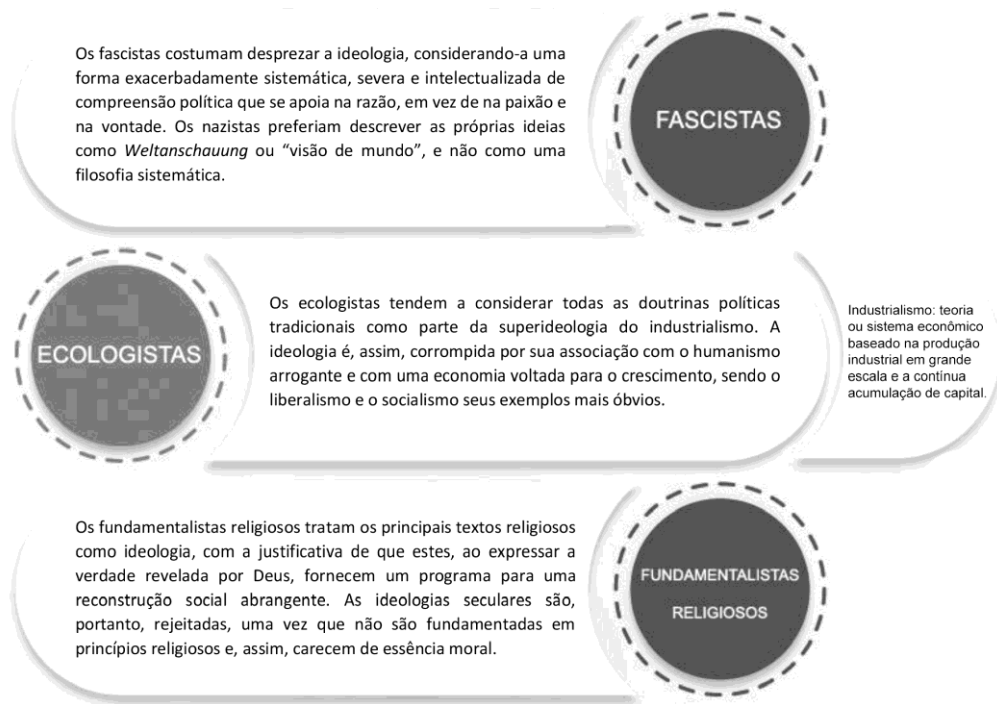 Os fascistas costumam desprezar a ideologia, considerando-a uma
forma exacerbadamente sistemática, severa e intelectualizada de
compreensão política que se apoia na razão, em vez de na paixão e
na vontade. Os nazistas preferiam descrever as próprias ideias
como Weltanschauung ou “visão de mundo”, e não como uma
filosofia sistemática.
FASCISTAS
ECOLOGISTAS
Os ecologistas tendem a considerar todas as doutrinas políticas
tradicionais como parte da superideologia do industrialismo. A
ideologia é, assim, corrompida por sua associação com o humanismo
arrogante e com uma economia voltada para o crescimento, sendo o
liberalismo e o socialismo seus exemplos mais óbvios.
Industrialismo: teoria
ou sistema econômico
baseado na produção
industrial em grande
escala e a contínua
acumulação de capital.
Os fundamentalistas religiosos tratam os principais textos religiosos
como ideologia, com a justificativa de que estes, ao expressar a
verdade revelada por Deus, fornecem um programa para uma
reconstrução social abrangente. As ideologias seculares são,
portanto, rejeitadas, uma vez que não são fundamentadas em
princípios religiosos e, assim, carecem de essência moral.
FUNDAMENTALISTAS
RELIGIOSOS